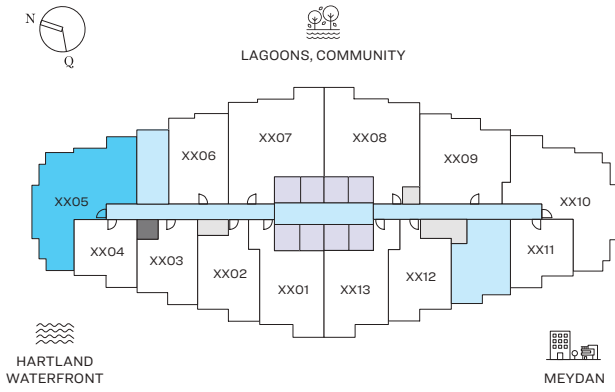 N
Q
LAGOONS, COMMUNITY
XX07
XX08
XX06
XX09
XX05
XX10
XX04
XX03
XX02
XX01
XX13
XX12
XX11
HARTLAND
WATERFRONT
MEYDAN